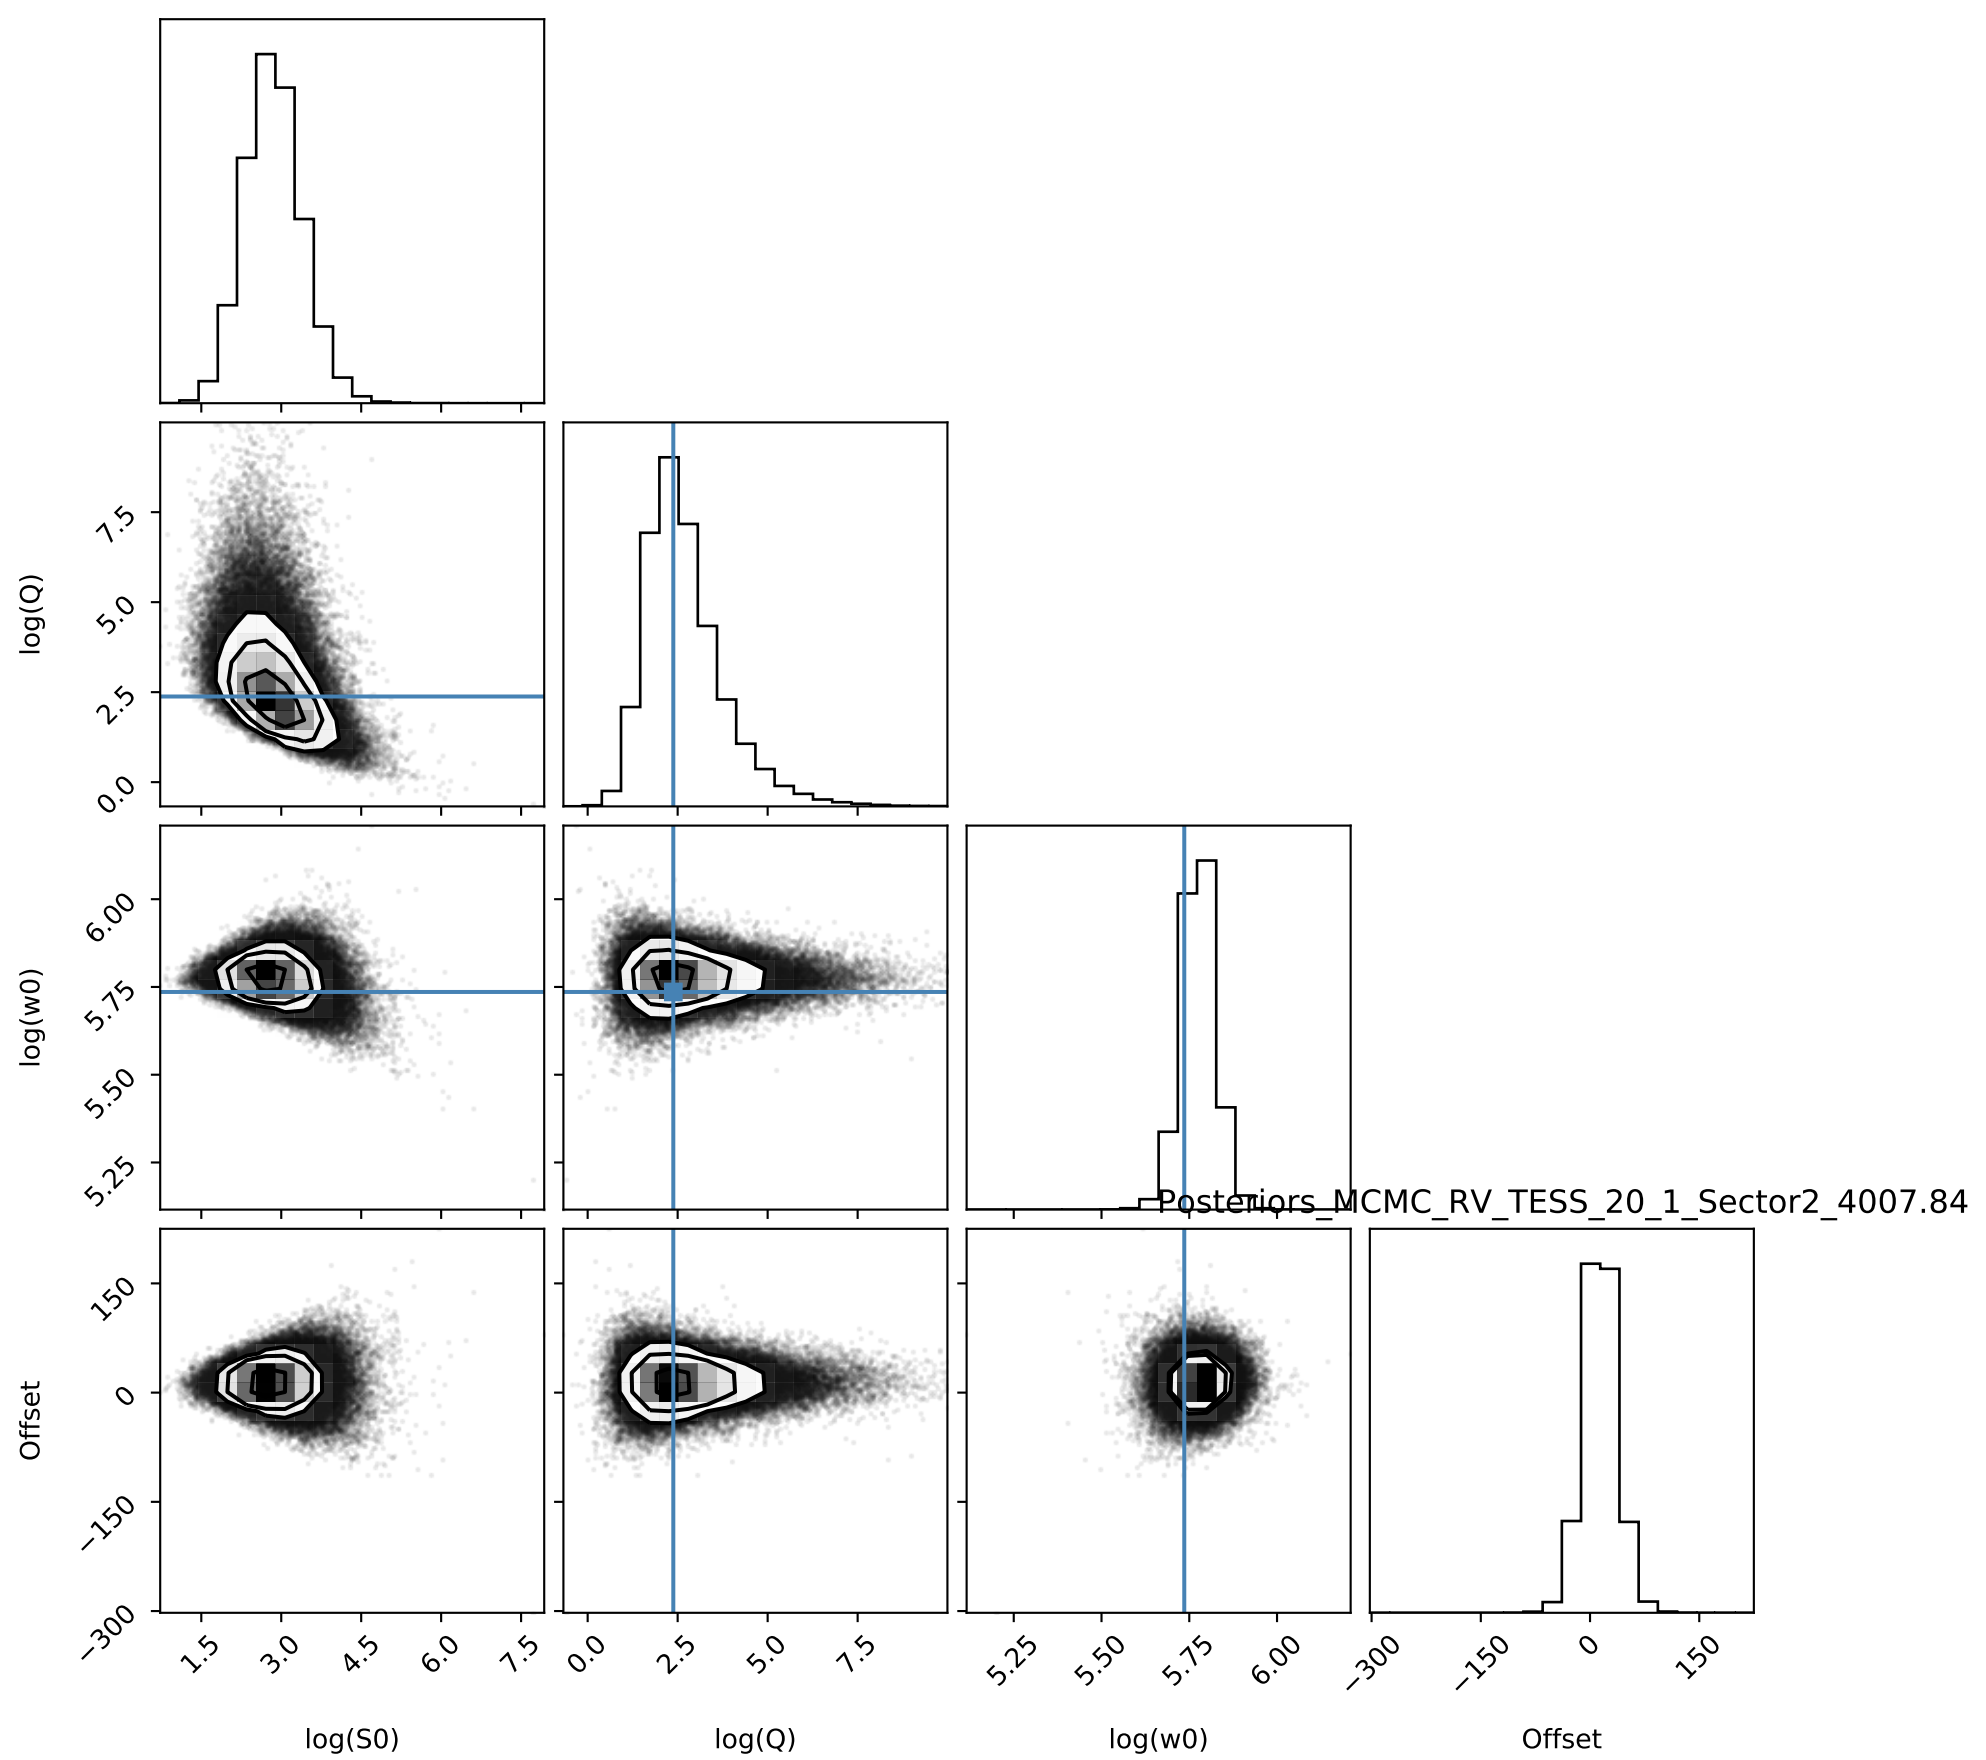 log(Q)
7.5
5.0
2.5
0.0
log(w0)
6.00
5.75
5.50
5.25
Posteriors_MCMC_RV_TESS_20_1_Sector2_4007.84
Offset
150
0
−150
−300
1.5 3.0 4.5 6.0 7.5 0.0 2.5 5.0 7.5 5.25 5.50 5.75 6.00 −300 −150 0 150
log(S0) log(Q) log(w0) Offset